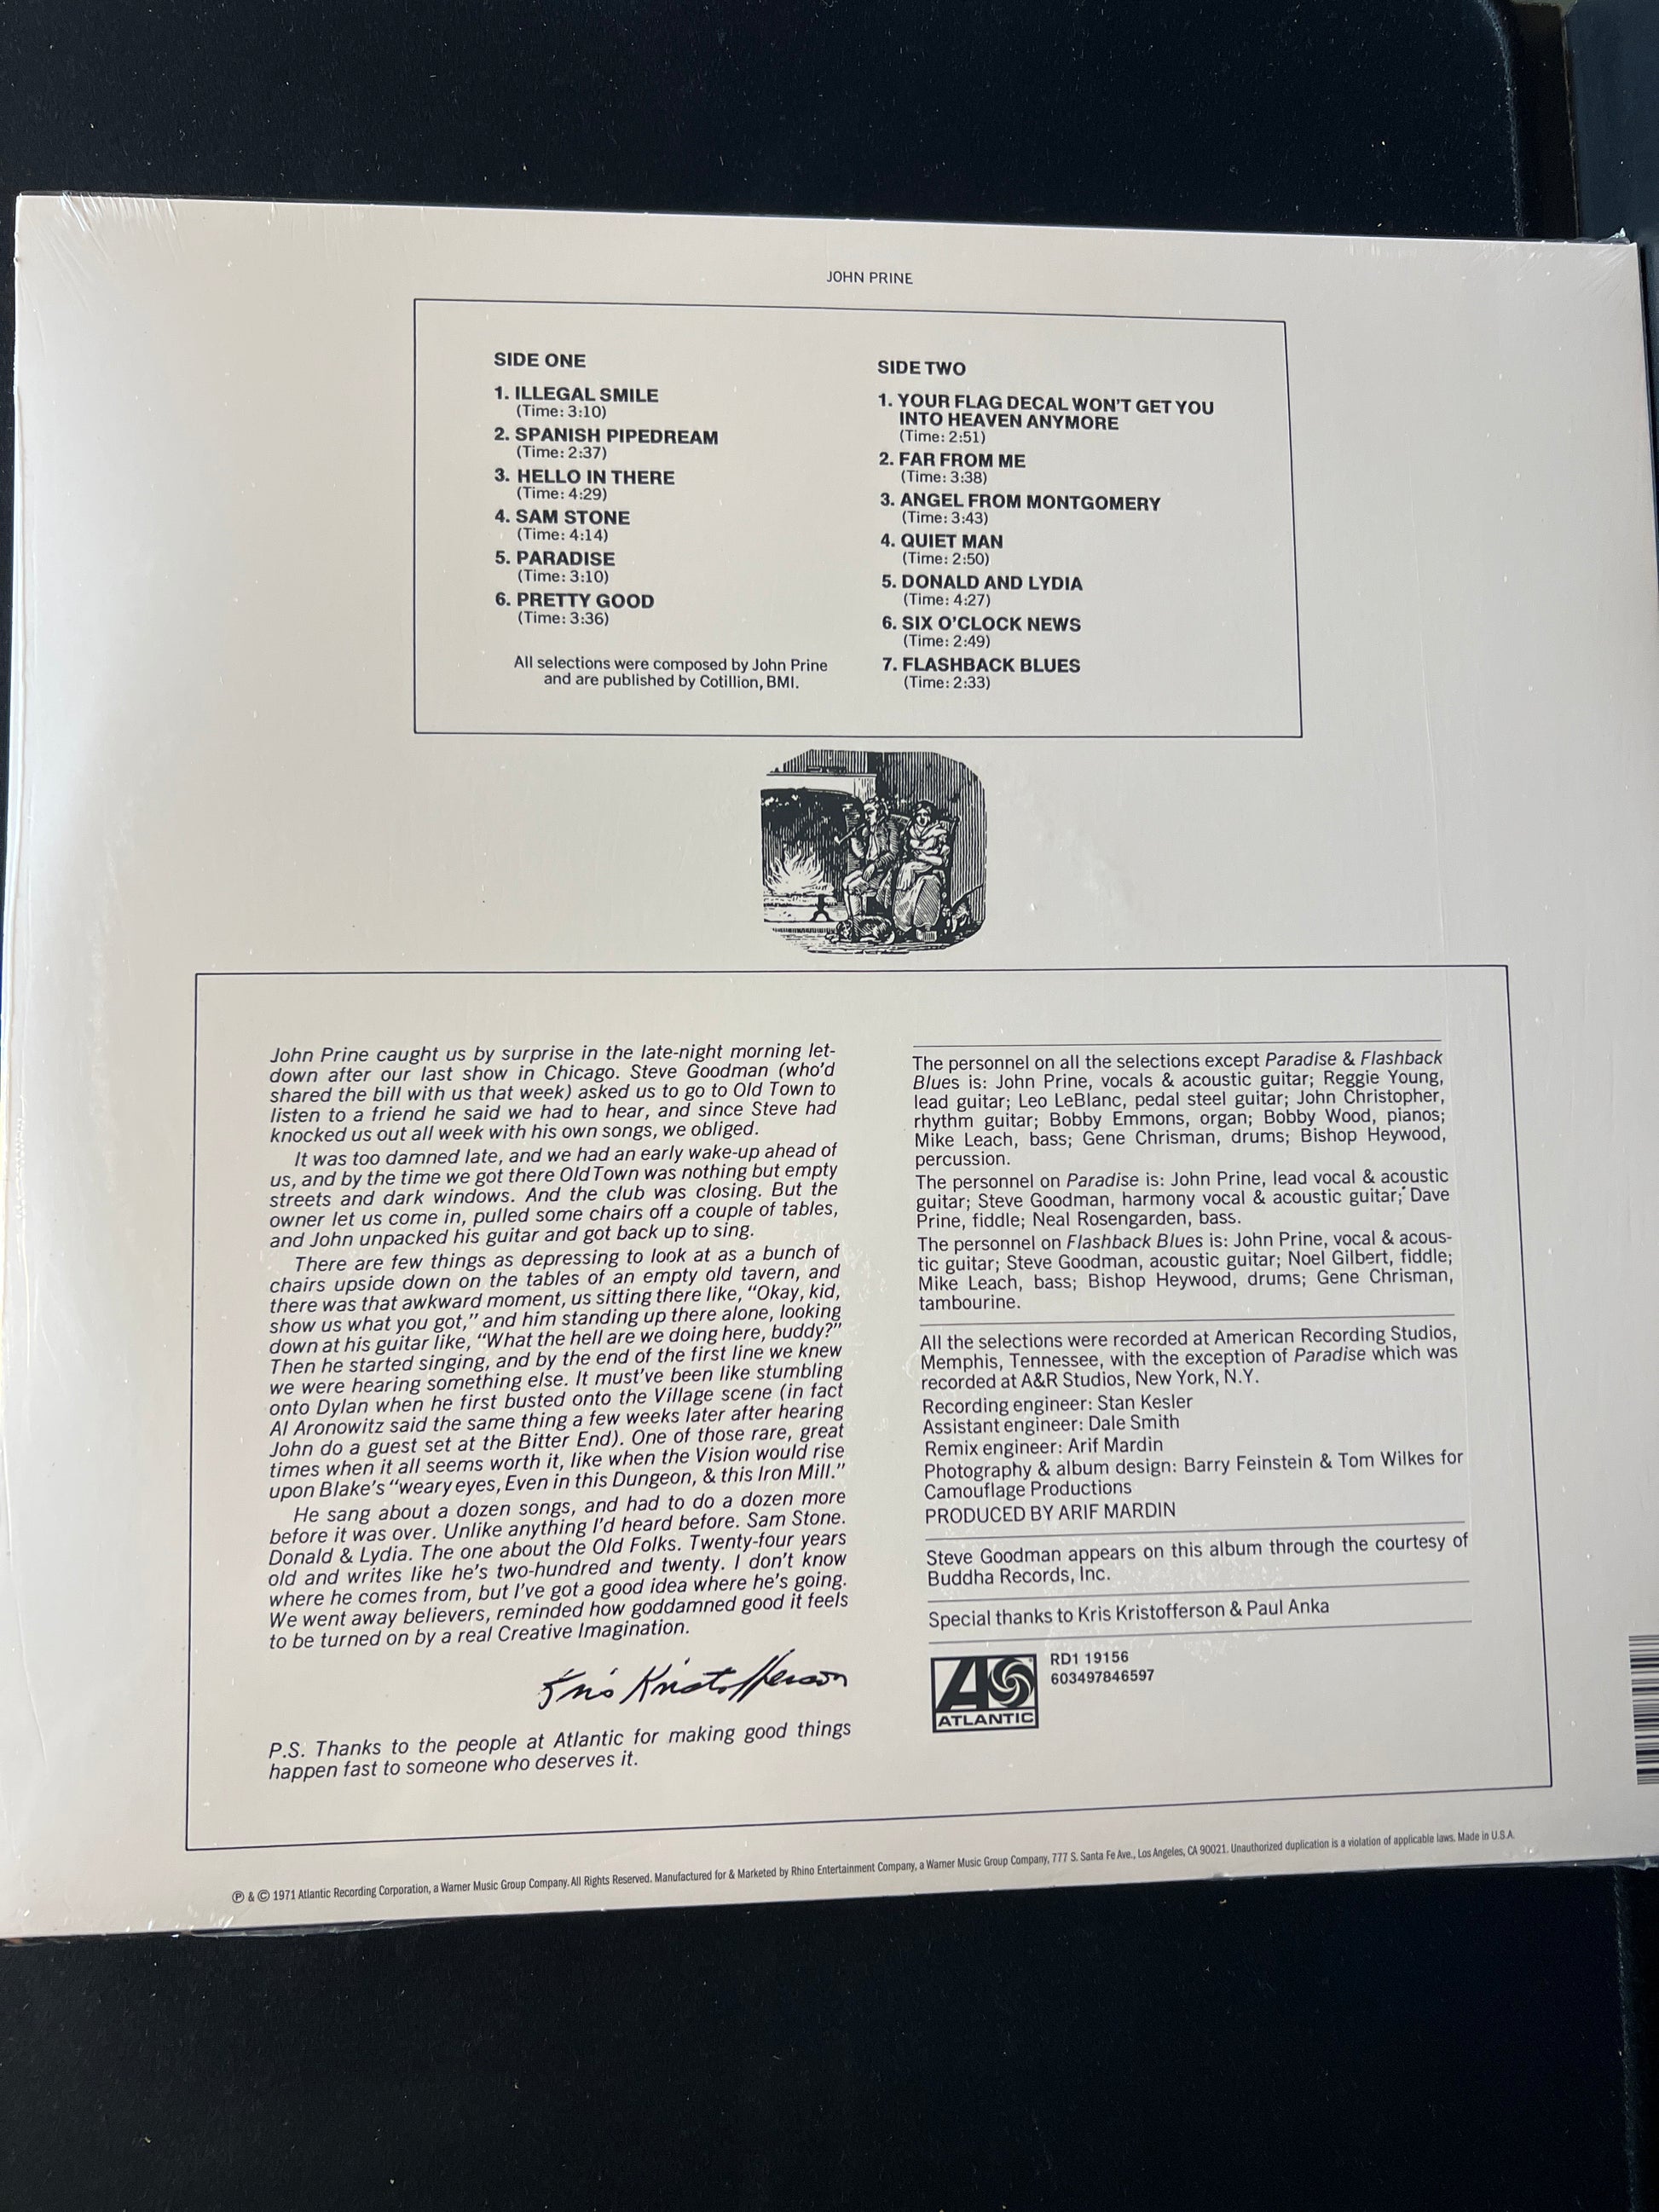 JOHN PRINE
SIDE ONE
1. ILLEGAL SMILE
(Time: 3:10)
2. SPANISH PIPEDREAM
(Time: 2:37)
3. HELLO IN THERE
(Time: 4:29)
4. SAM STONE
(Time: 4:14)
5. PARADISE
(Time: 3:10)
6. PRETTY GOOD
(Time: 3:36)
All selections were composed by John Prine
and are published by Cotillion, BMI.
SIDE TWO
1. YOUR FLAG DECAL WON'T GET YOU
INTO HEAVEN ANYMORE
(Time: 2:51)
2. FAR FROM ME
(Time: 3:38)
3. ANGEL FROM MONTGOMERY
(Time: 3:43)
4. QUIET MAN
(Time: 2:50)
5. DONALD AND LYDIA
(Time: 4:27)
6. SIX O'CLOCK NEWS
(Time: 2:49)
7. FLASHBACK BLUES
(Time: 2:33)
John Prine caught us by surprise in the late-night morning let-
down after our last show in Chicago. Steve Goodman (who'd
shared the bill with us that week) asked us to go to Old Town to
listen to a friend he said we had to hear, and since Steve had
knocked us out all week with his own songs, we obliged.
It was too damned late, and we had an early wake-up ahead of
us, and by the time we got there Old Town was nothing but empty
streets and dark windows. And the club was closing. But the
owner let us come in, pulled some chairs off a couple of tables,
and John unpacked his guitar and got back up to sing.
There are few things as depressing to look at as a bunch of
chairs upside down on the tables of an empty old tavern, and
there was that awkward moment, us sitting there like, "Okay, kid,
show us what you got," and him standing up there alone, looking
down at his guitar like, "What the hell are we doing here, buddy?"
Then he started singing, and by the end of the first line we knew
we were hearing something else. It must've been like stumbling
onto Dylan when he first busted onto the Village scene (in fact
Al Aronowitz said the same thing a few weeks later after hearing
John do a guest set at the Bitter End). One of those rare, great
times when it all seems worth it, like when the Vision would rise
upon Blake's "weary eyes, Even in this Dungeon, & this Iron Mill."
He sang about a dozen songs, and had to do a dozen more
before it was over. Unlike anything I'd heard before. Sam Stone.
Donald & Lydia. The one about the Old Folks. Twenty-four years
old and writes like he's two-hundred and twenty. I don't know
where he comes from, but I've got a good idea where he's going.
We went away believers, reminded how goddamned good it feels
to be turned on by a real Creative Imagination.
Kris Kristofferson
P.S. Thanks to the people at Atlantic for making good things
happen fast to someone who deserves it.
The personnel on all the selections except Paradise & Flashback
Blues is: John Prine, vocals & acoustic guitar; Reggie Young,
lead guitar; Leo LeBlanc, pedal steel guitar; John Christopher,
rhythm guitar; Bobby Emmons, organ; Bobby Wood, pianos;
Mike Leach, bass; Gene Chrisman, drums; Bishop Heywood,
percussion.
The personnel on Paradise is: John Prine, lead vocal & acoustic
guitar; Steve Goodman, harmony vocal & acoustic guitar; Dave
Prine, fiddle; Neal Rosengarden, bass.
The personnel on Flashback Blues is: John Prine, vocal & acous-
tic guitar; Steve Goodman, acoustic guitar; Noel Gilbert, fiddle;
Mike Leach, bass; Bishop Heywood, drums; Gene Chrisman,
tambourine.
All the selections were recorded at American Recording Studios,
Memphis, Tennessee, with the exception of Paradise which was
recorded at A&R Studios, New York, N.Y.
Recording engineer: Stan Kesler
Assistant engineer: Dale Smith
Remix engineer: Arif Mardin
Photography & album design: Barry Feinstein & Tom Wilkes for
Camouflage Productions
PRODUCED BY ARIF MARDIN
Steve Goodman appears on this album through the courtesy of
Buddha Records, Inc.
Special thanks to Kris Kristofferson & Paul Anka
ATLANTIC
RD1 19156
603497846597
℗ & © 1971 Atlantic Recording Corporation, a Warner Music Group Company. All Rights Reserved. Manufactured for & Marketed by Rhino Entertainment Company, a Warner Music Group Company, 777 S. Santa Fe Ave., Los Angeles, CA 90021. Unauthorized duplication is a violation of applicable laws. Made in U.S.A.